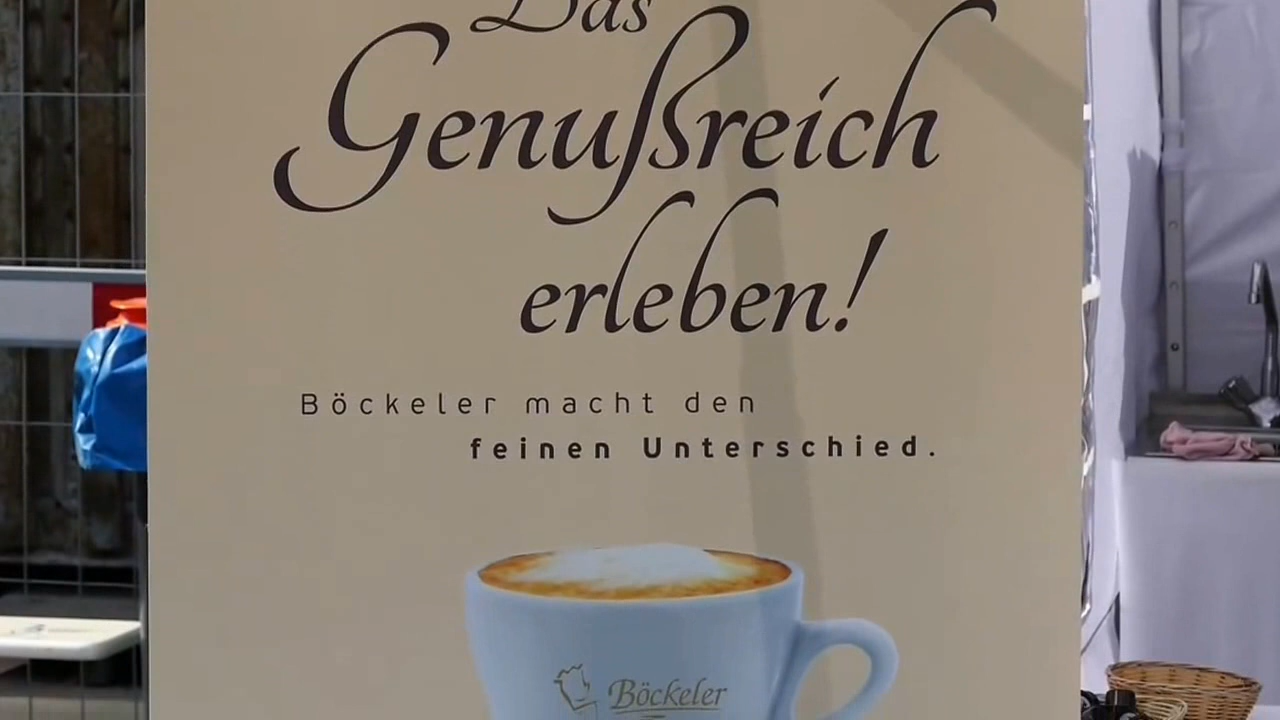 Das
Genußreich
erleben!
Böckeler macht den
feinen Unterschied.
Böckeler